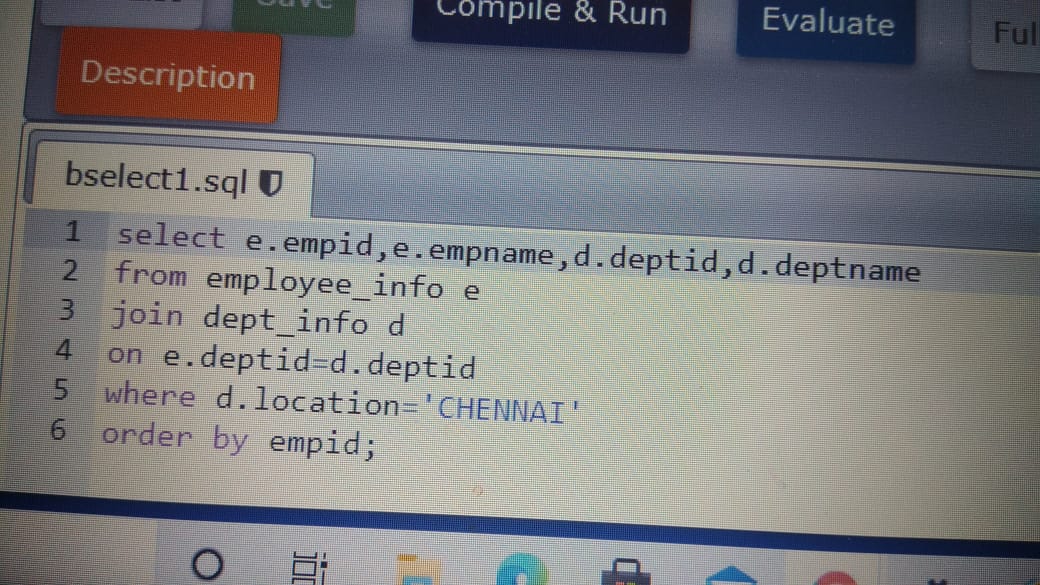 Save
Compile & Run
Evaluate
Description
bselect1.sql
1 select e.empid,e.empname,d.deptid,d.deptname
2 from employee_info e
3 join dept_info d
4 on e.deptid=d.deptid
5 where d.location='CHENNAI'
6 order by empid;